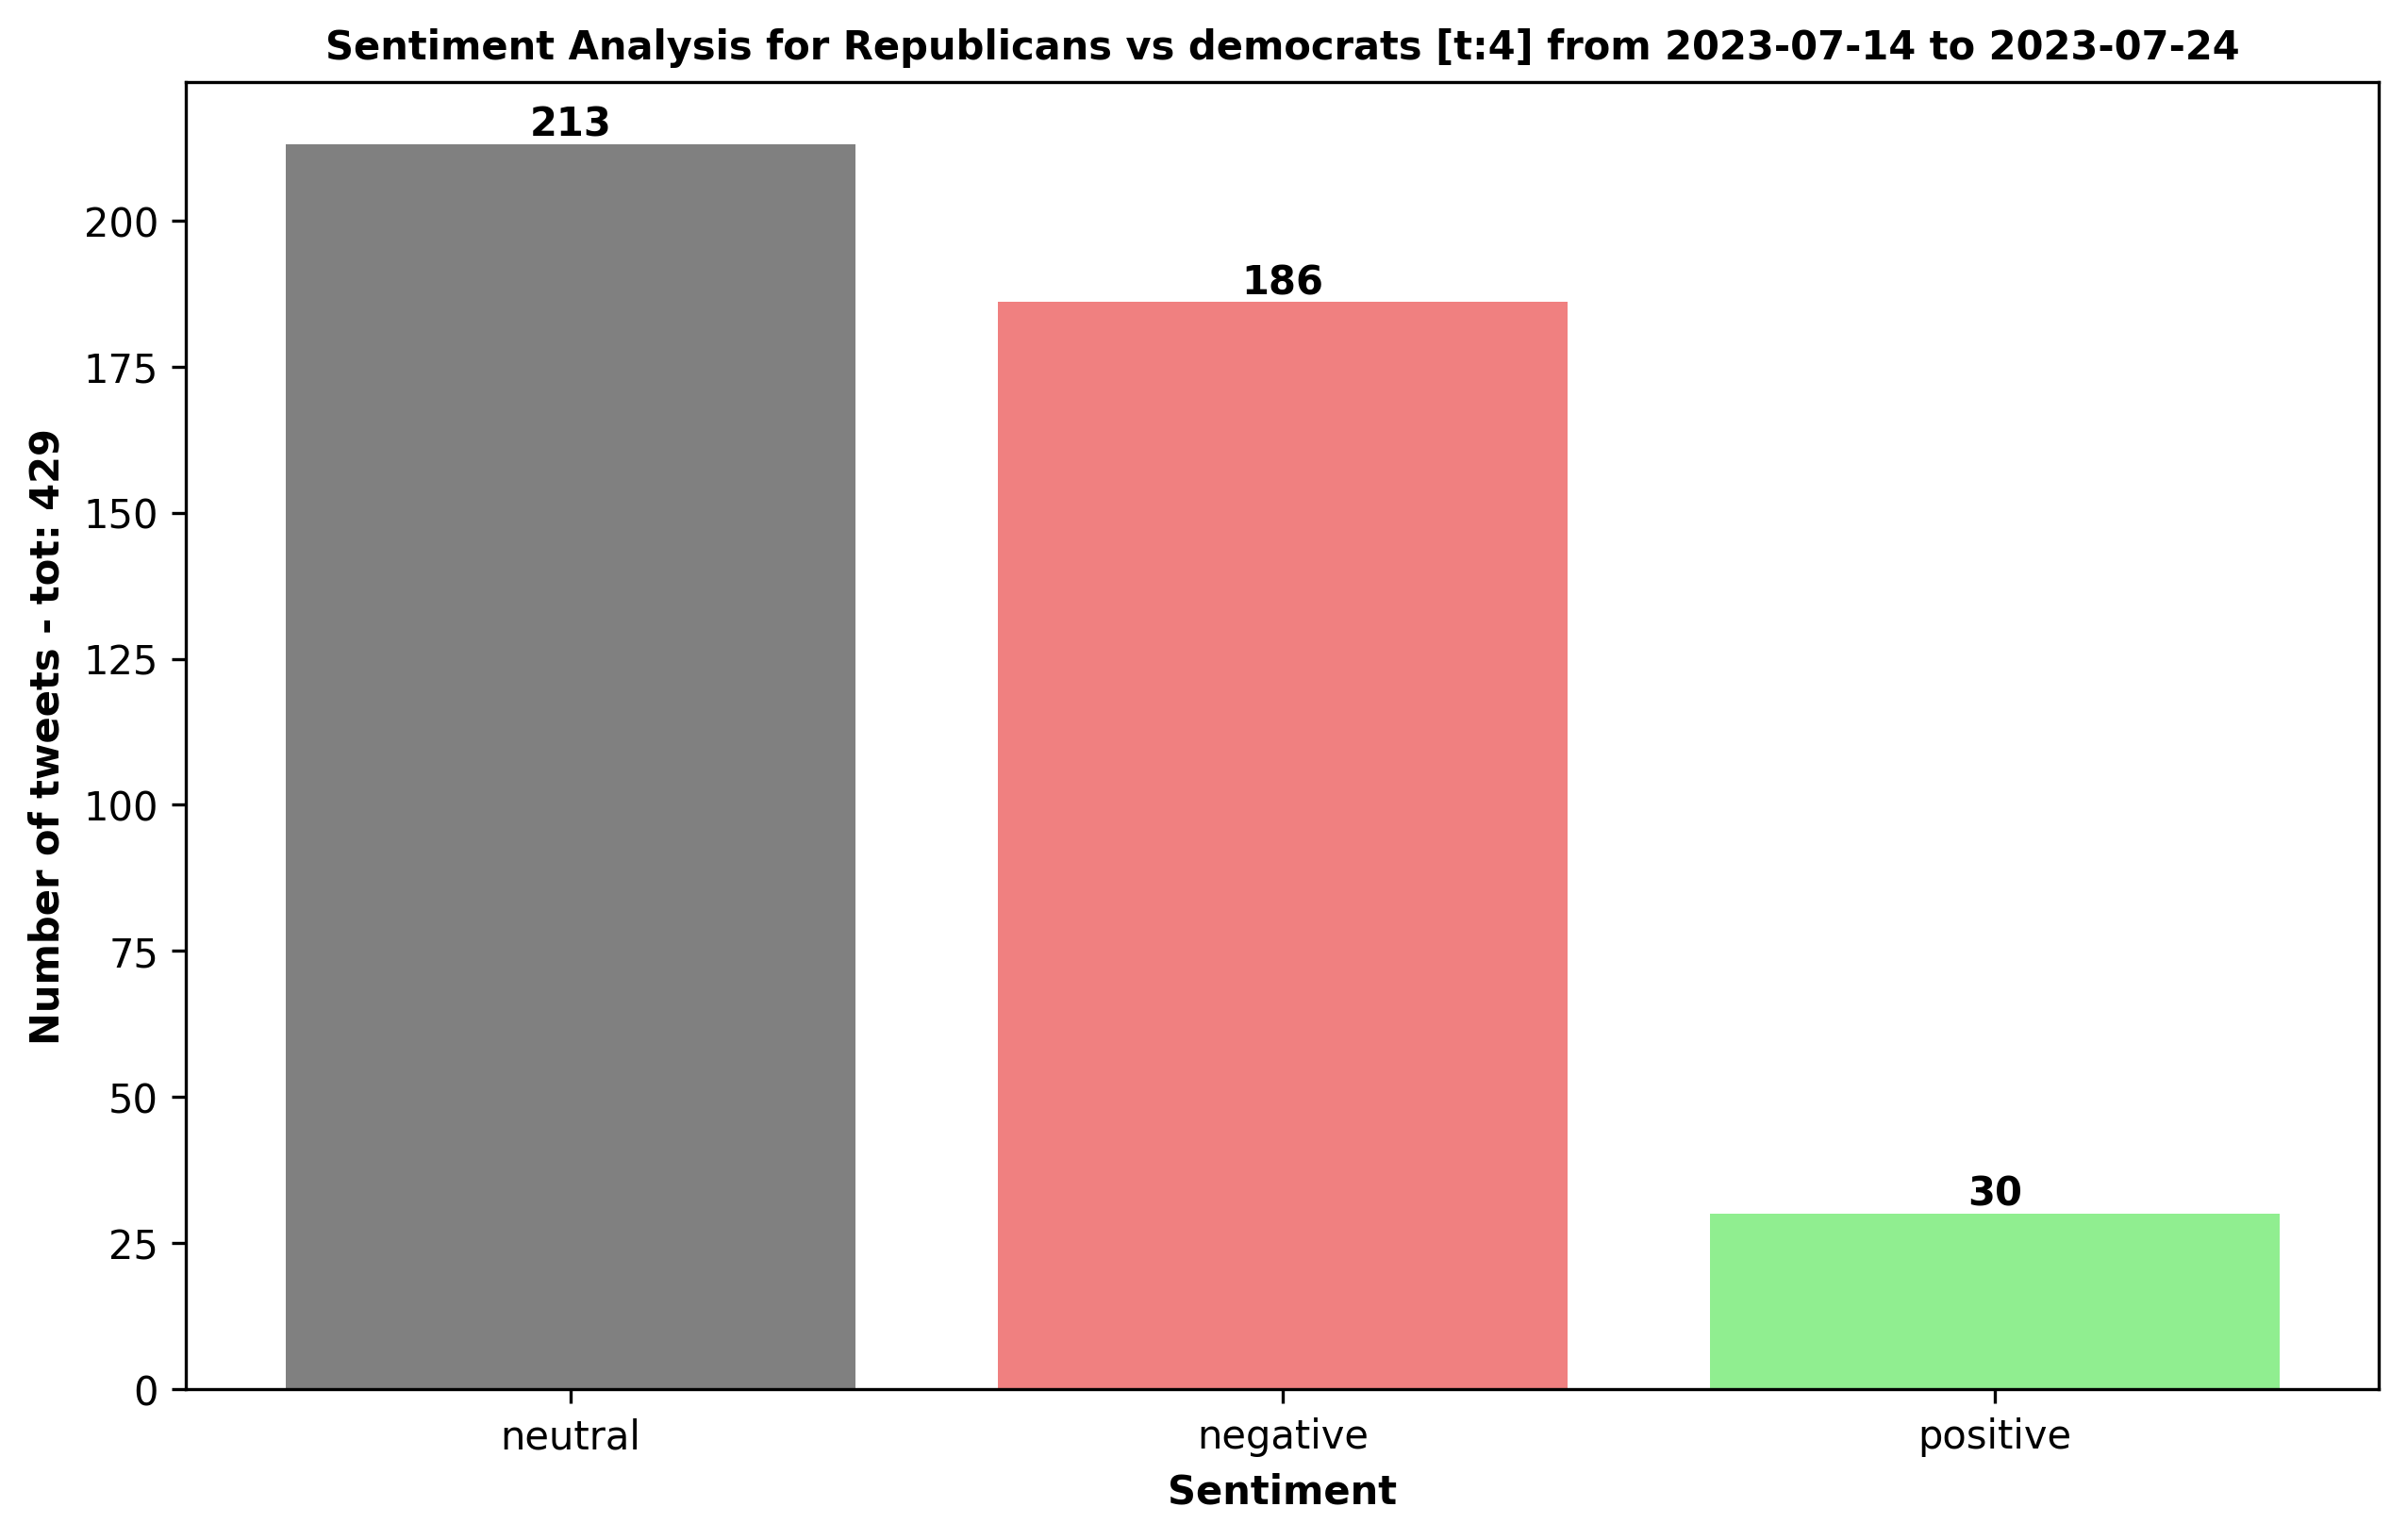 Sentiment Analysis for Republicans vs democrats [t:4] from 2023-07-14 to 2023-07-24
213
186
30
200
175
150
125
100
75
50
25
0
Number of tweets - tot: 429
neutral
negative
positive
Sentiment